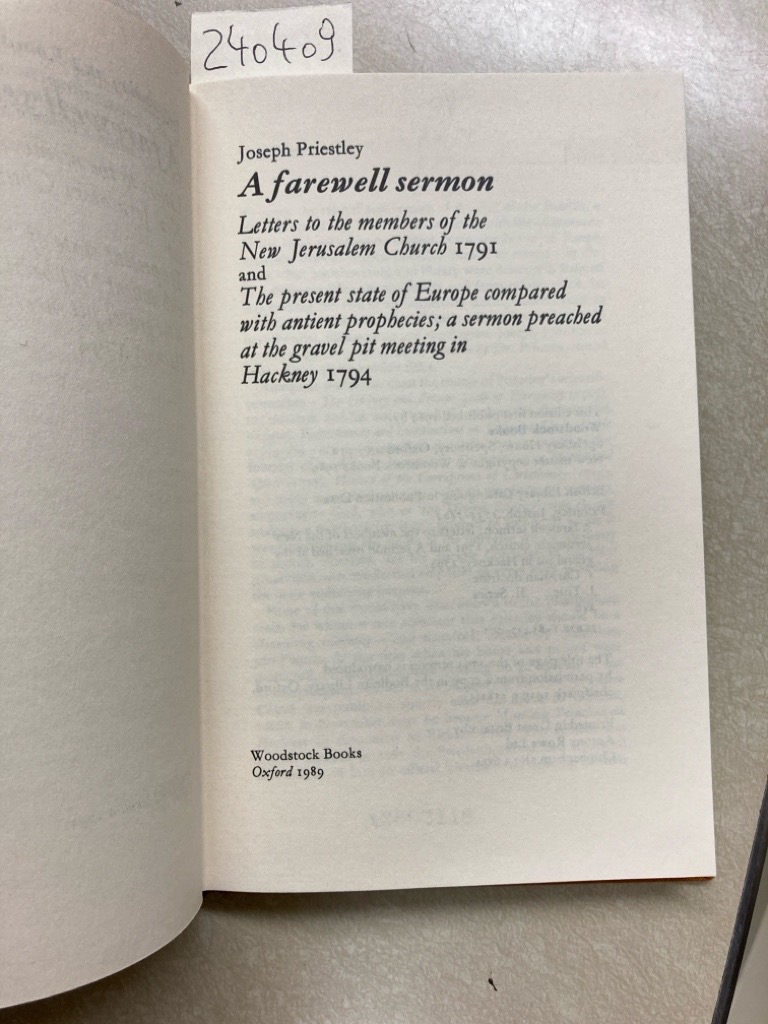 240409
Joseph Priestley
A farewell sermon
Letters to the members of the
New Jerusalem Church 1791
and
The present state of Europe compared
with antient prophecies; a sermon preached
at the gravel pit meeting in
Hackney 1794
Woodstock Books
Oxford 1989